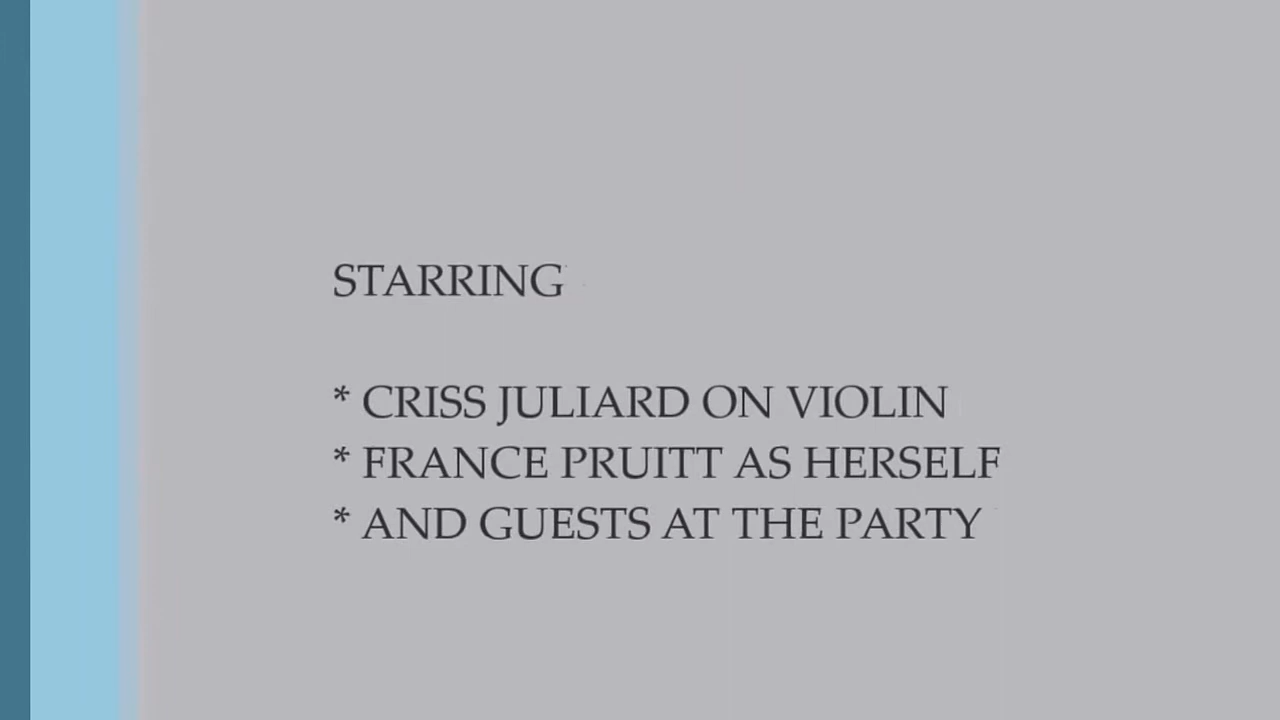 STARRING
* CRISS JULIARD ON VIOLIN
* FRANCE PRUITT AS HERSELF
* AND GUESTS AT THE PARTY